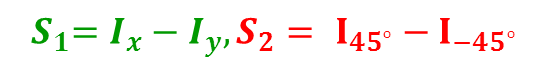 S₁= Iₓ − I_y, S₂ = I₄₅° − I₋₄₅°